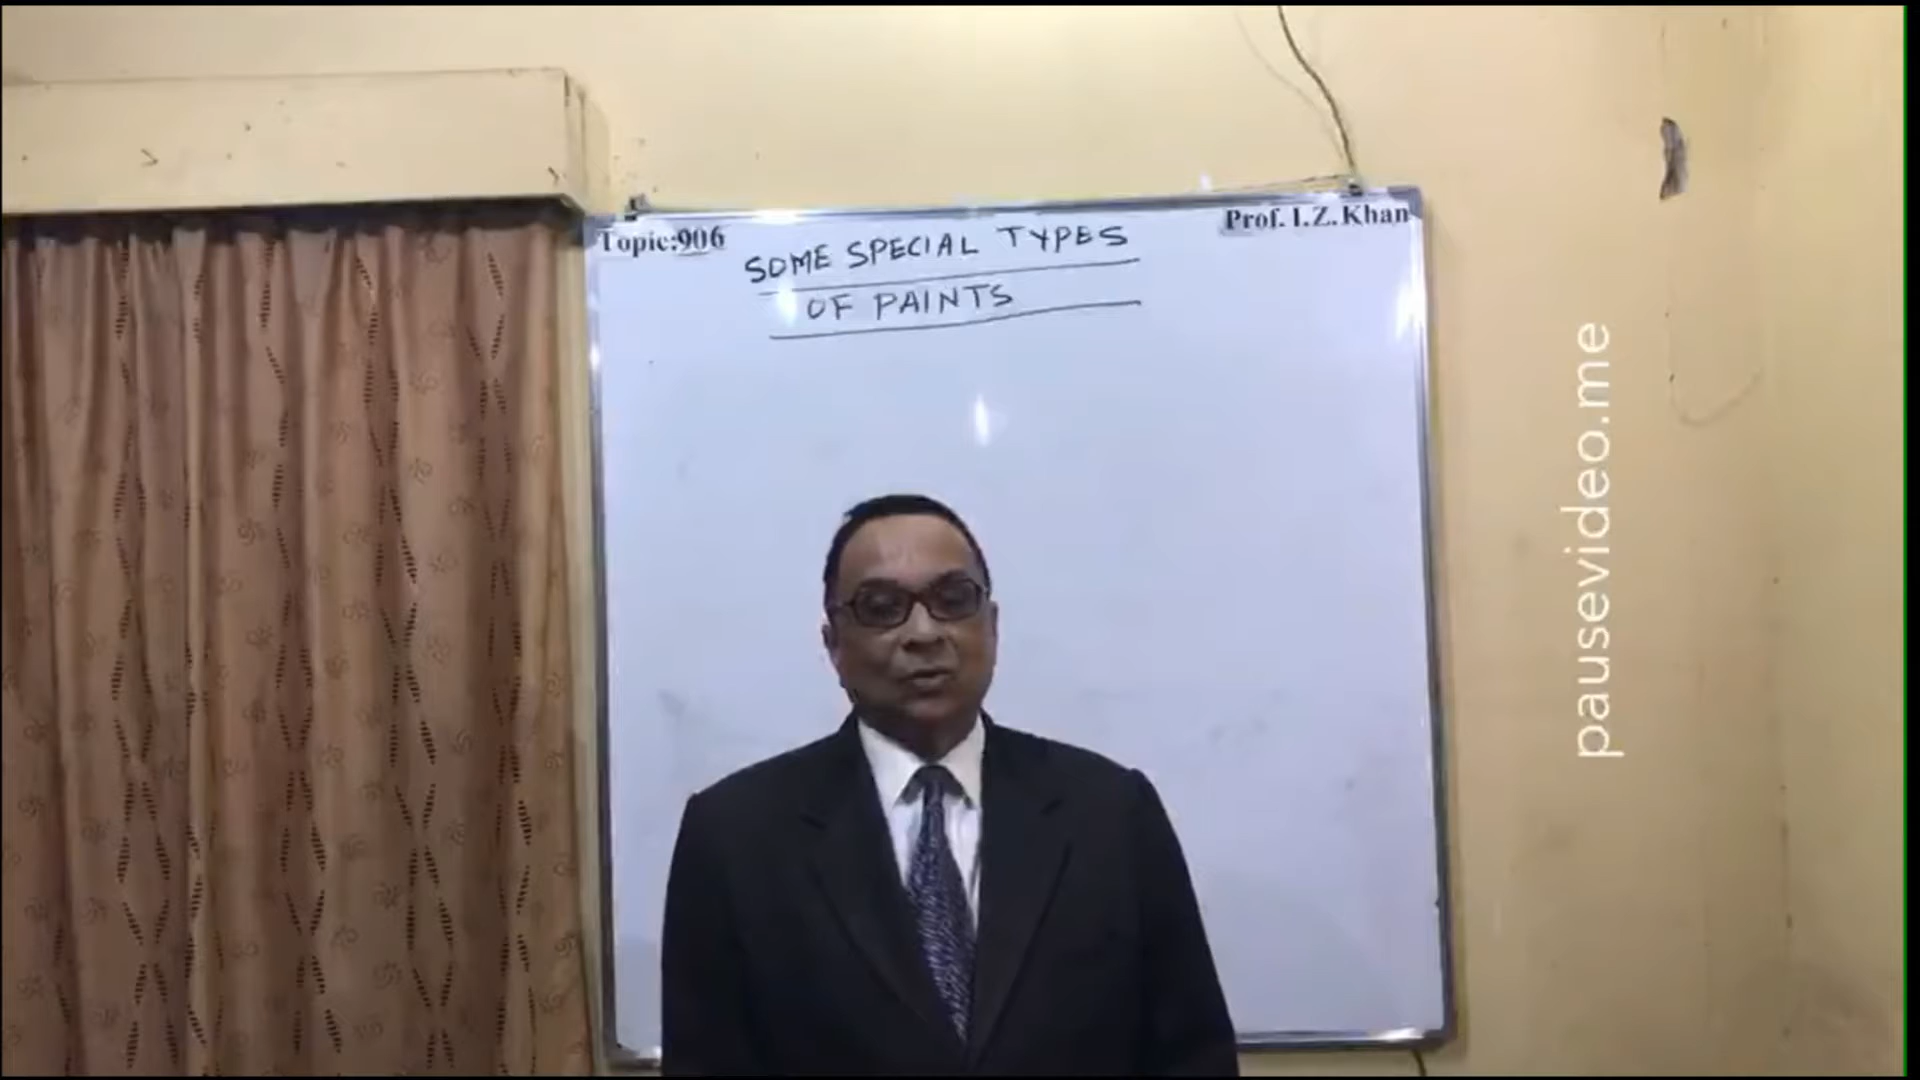 Topic:906
Prof. I.Z. Khan
SOME SPECIAL TYPES
OF PAINTS
pausevideo.me